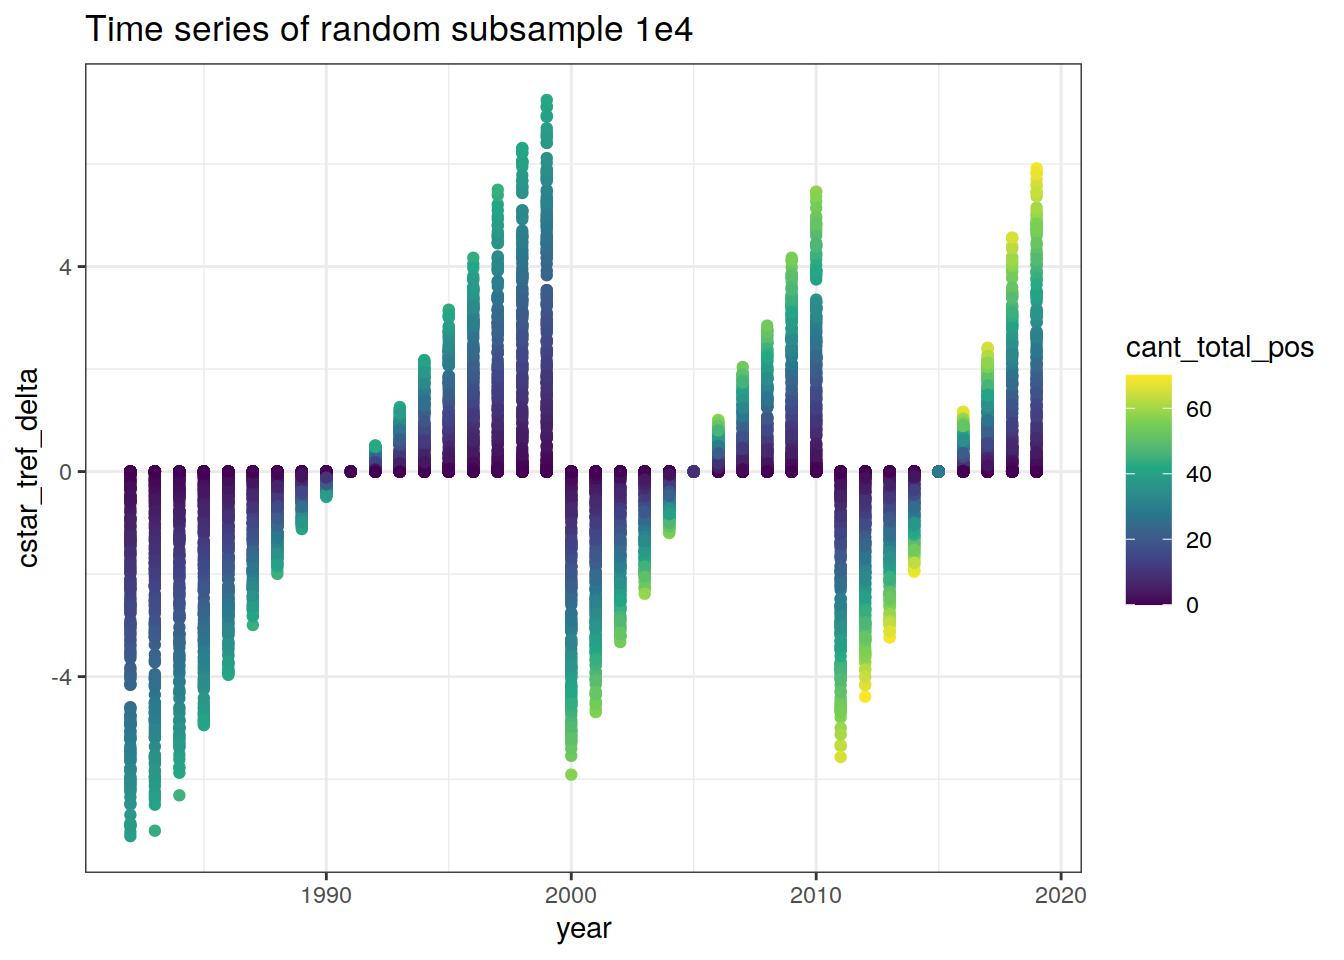 Time series of random subsample 1e4
cstar_tref_delta
4
0
-4
1990
2000
2010
2020
year
cant_total_pos
60
40
20
0